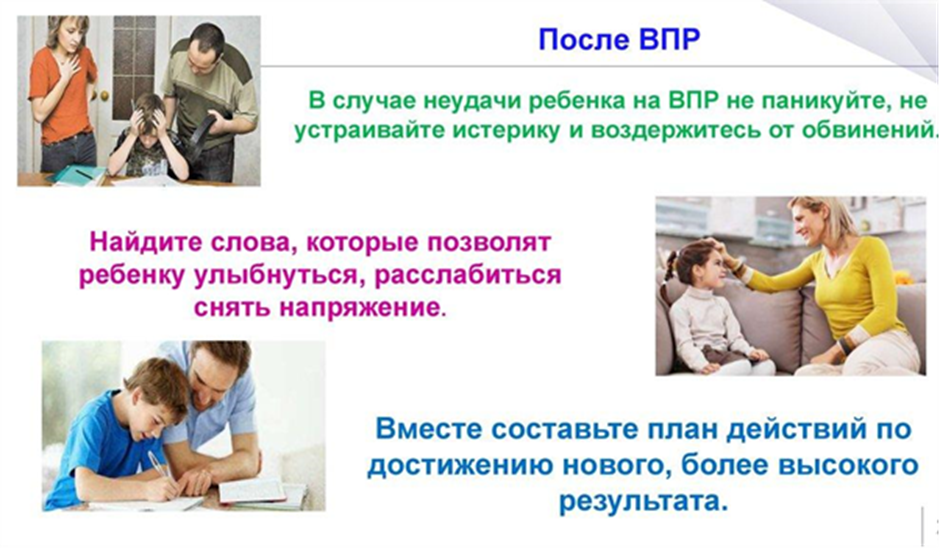 После ВПР
В случае неудачи ребенка на ВПР не паникуйте, не
устраивайте истерику и воздержитесь от обвинений.
Найдите слова, которые позволят
ребенку улыбнуться, расслабиться
снять напряжение.
Вместе составьте план действий по
достижению нового, более высокого
результата.